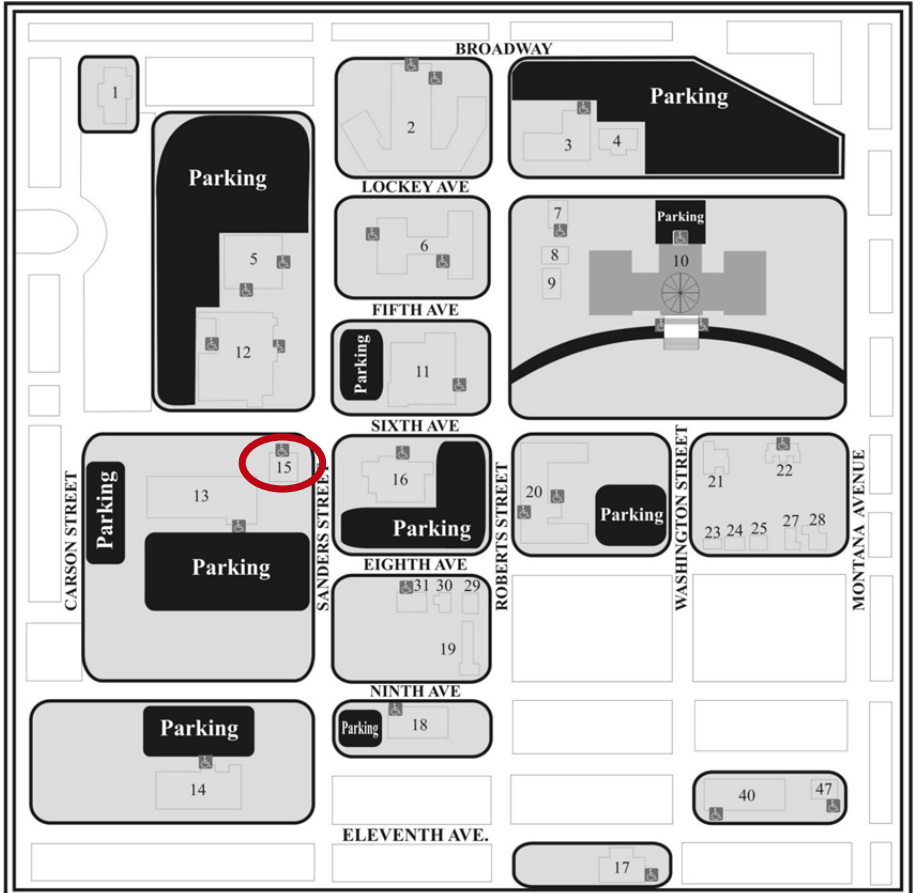 BROADWAY
1
2
Parking
3
4
Parking
LOCKEY AVE
5
6
7
8
9
Parking
10
FIFTH AVE
12
Parking
11
SIXTH AVE
CARSON STREET
Parking
13
15
Parking
SANDERS STREET
16
Parking
ROBERTS STREET
20
Parking
WASHINGTON STREET
21
22
23 24 25 27 28
MONTANA AVENUE
EIGHTH AVE
31 30 29
19
NINTH AVE
Parking
14
Parking
18
40
47
ELEVENTH AVE.
17